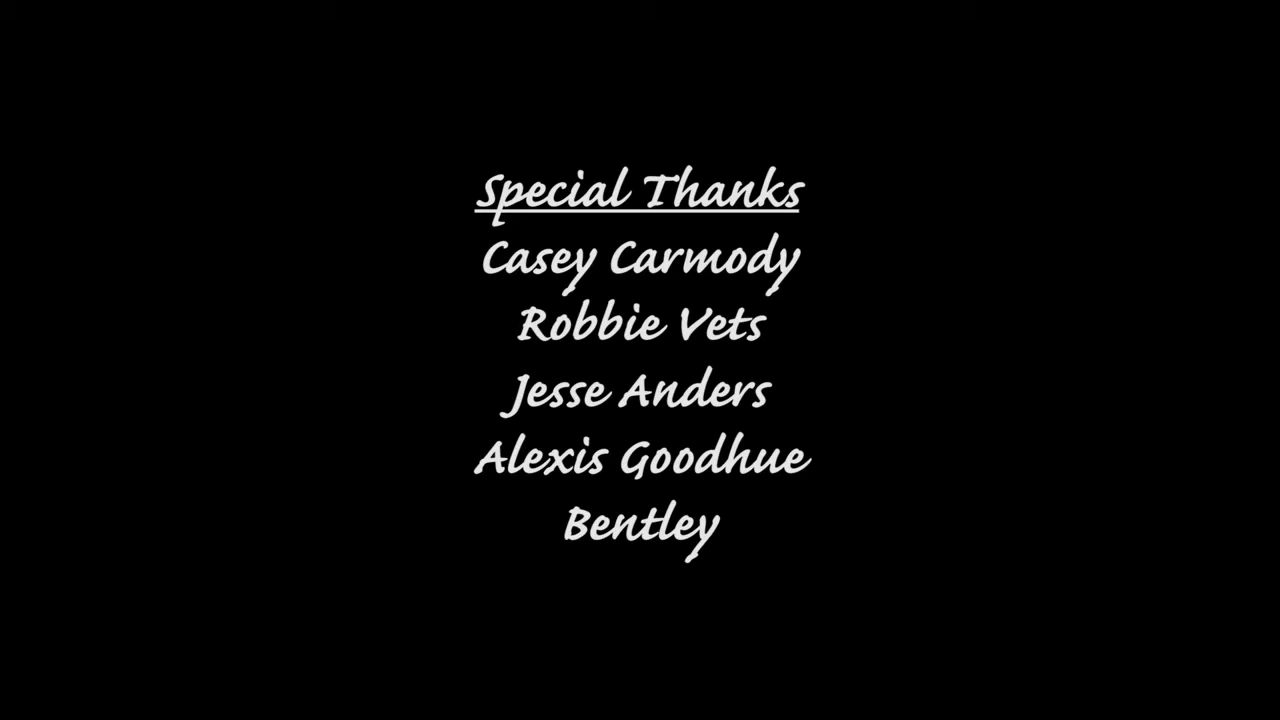 Special Thanks
Casey Carmody
Robbie Vets
Jesse Anders
Alexis Goodhue
Bentley